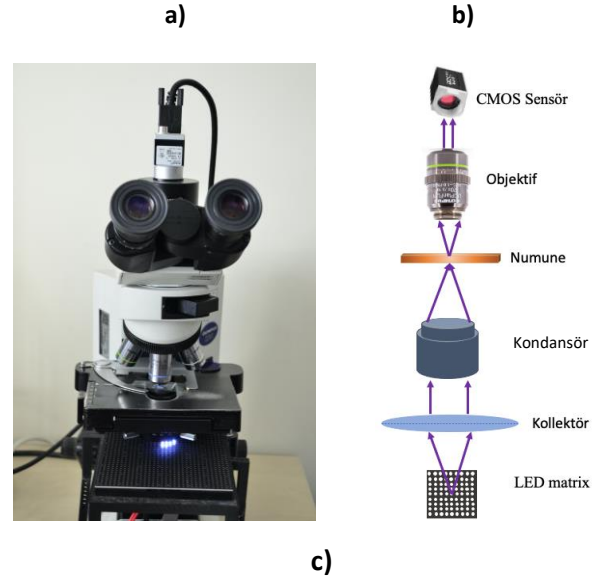 a)
b)
CMOS Sensör
Objektif
Numune
Kondansör
Kollektör
LED matrix
c)